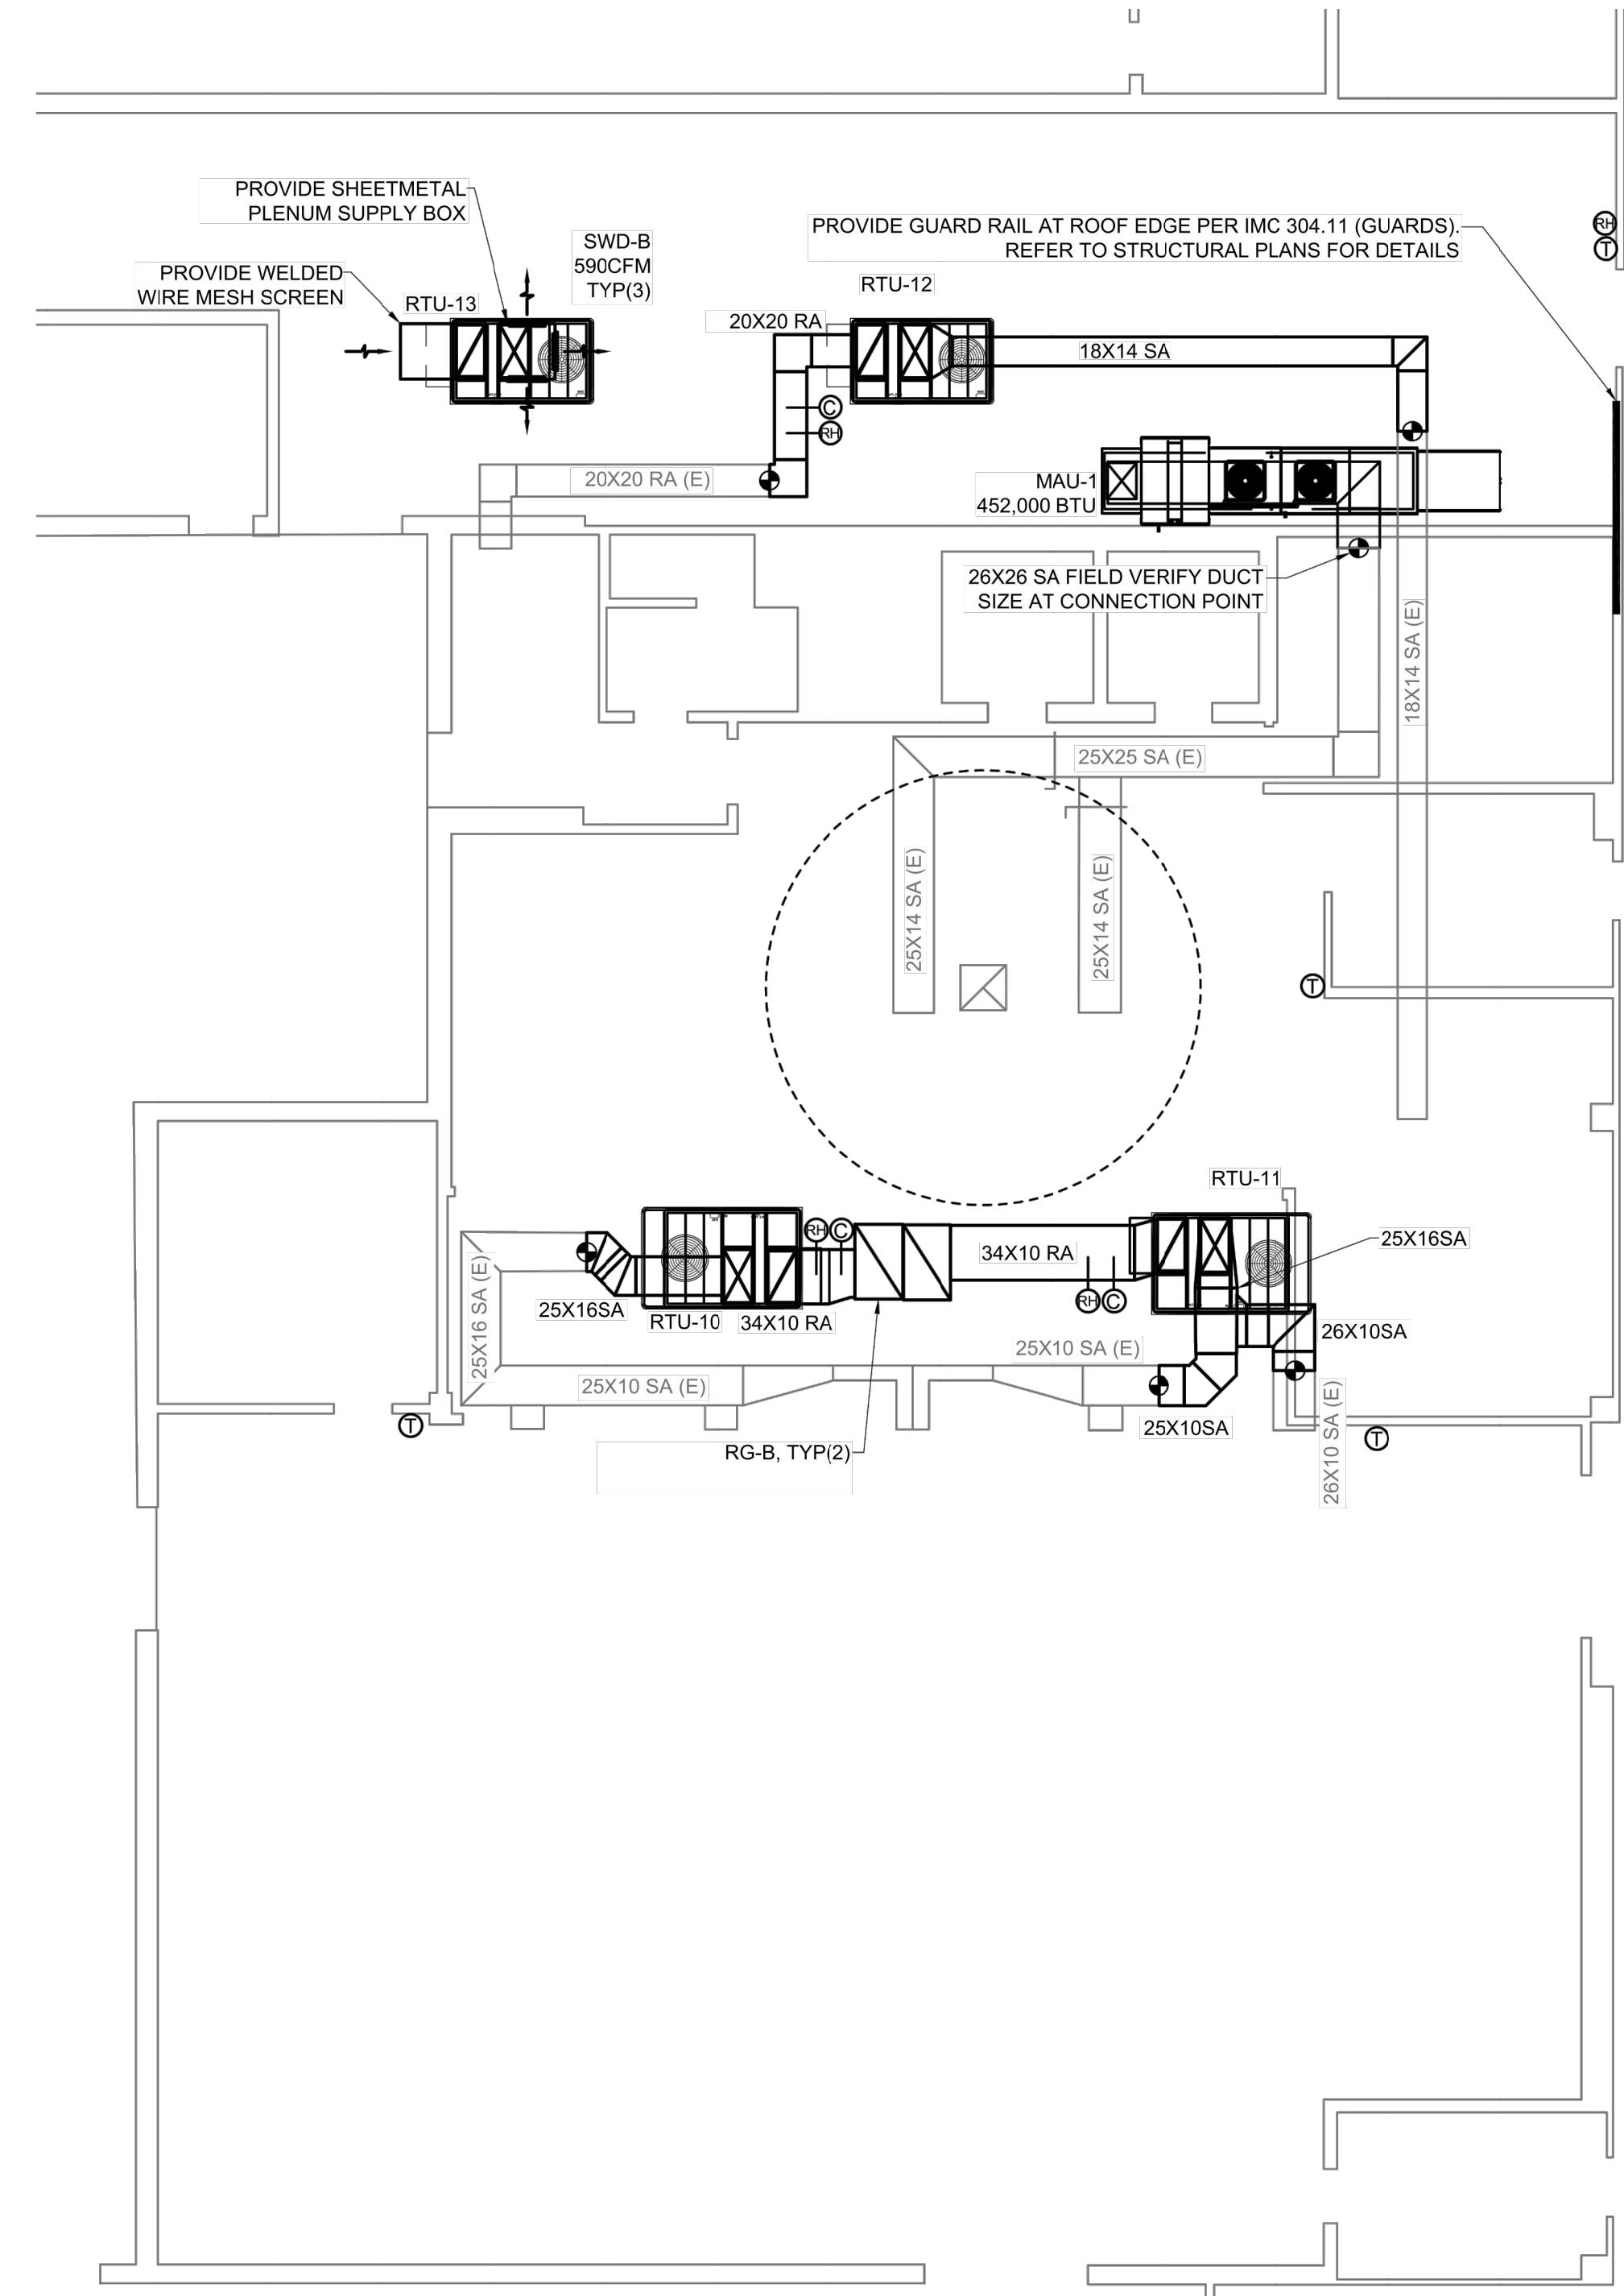 PROVIDE SHEETMETAL
PLENUM SUPPLY BOX
SWD-B
590CFM
TYP(3)
PROVIDE WELDED
WIRE MESH SCREEN
RTU-13
PROVIDE GUARD RAIL AT ROOF EDGE PER IMC 304.11 (GUARDS).
REFER TO STRUCTURAL PLANS FOR DETAILS
RH
T
RTU-12
20X20 RA
18X14 SA
C
RH
20X20 RA (E)
MAU-1
452,000 BTU
26X26 SA FIELD VERIFY DUCT
SIZE AT CONNECTION POINT
18X14 SA (E)
25X25 SA (E)
25X14 SA (E)
25X14 SA (E)
T
RTU-11
RH
C
34X10 RA
25X16SA
25X16 SA (E)
25X16SA
RTU-10
34X10 RA
RH
C
26X10SA
25X10 SA (E)
25X10 SA (E)
T
25X10SA
26X10 SA (E)
T
RG-B, TYP(2)